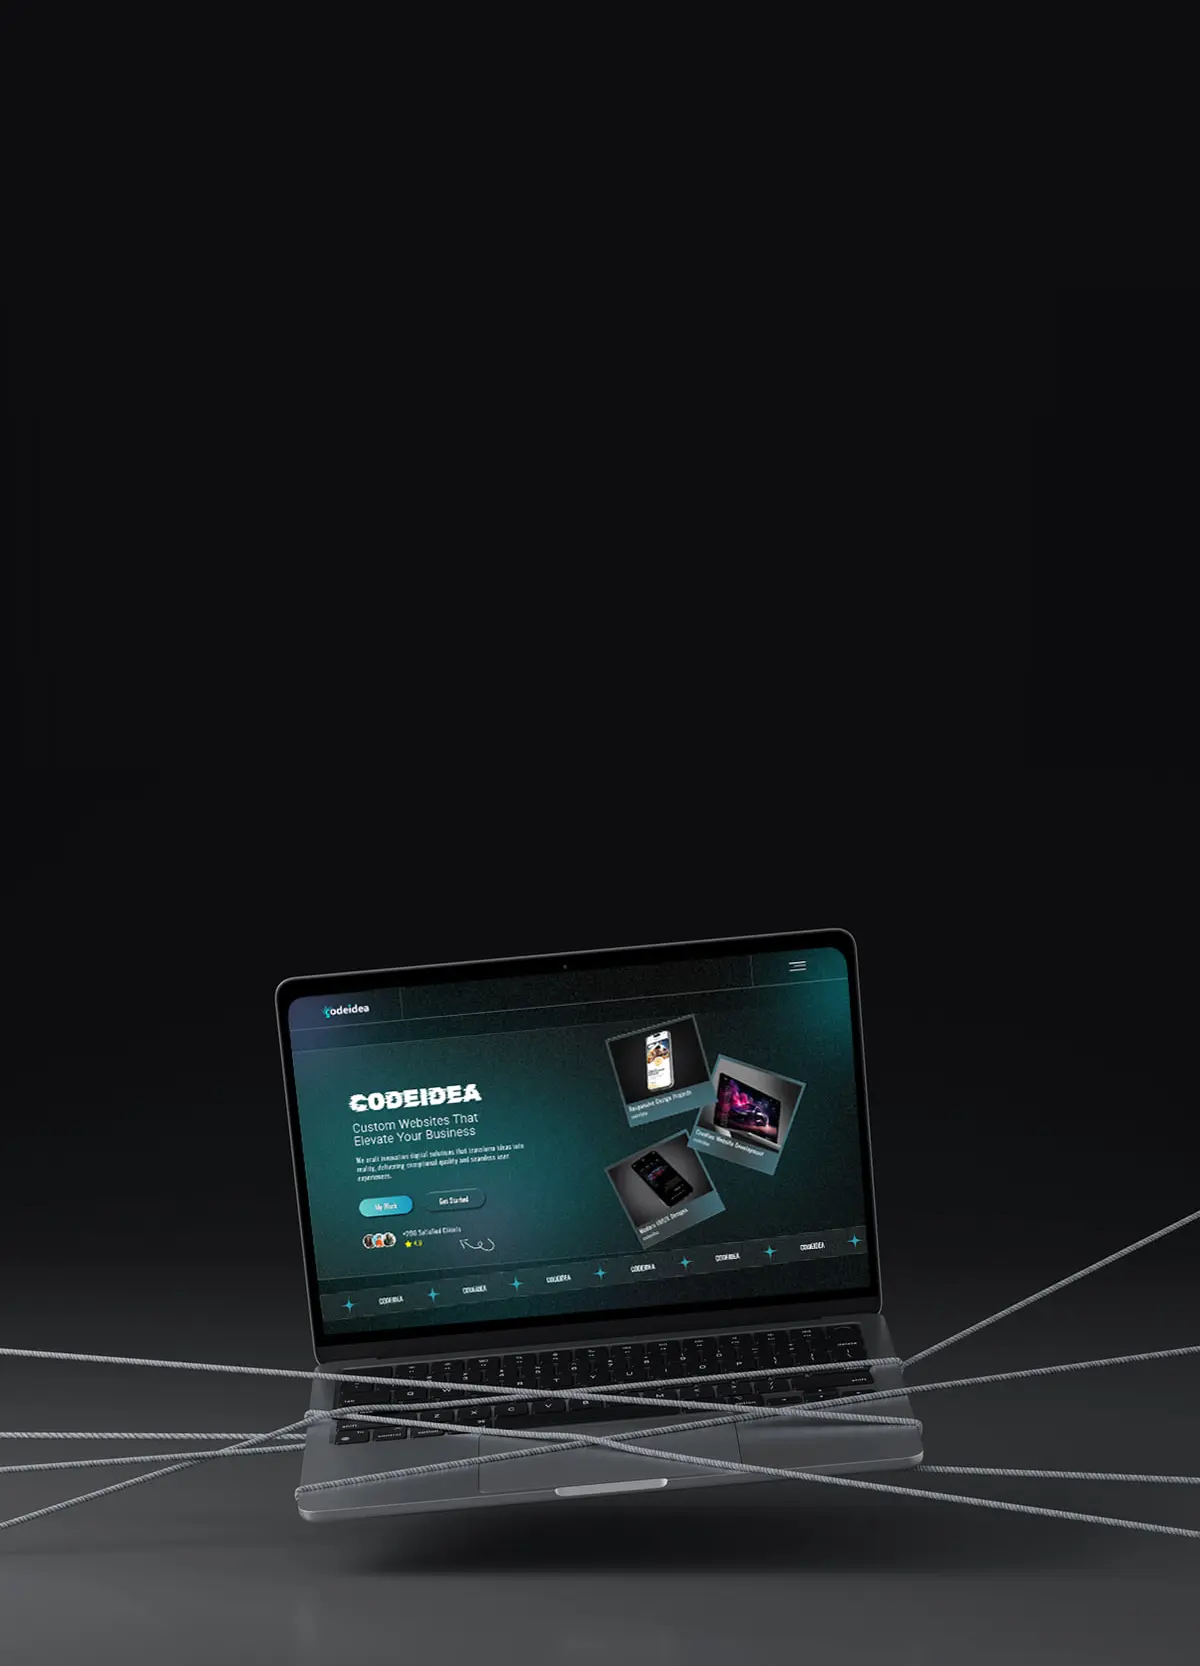 codeidea
CODEIDEA
Custom Websites That
Elevate Your Business
We craft innovative digital solutions that transform ideas into
reality, delivering exceptional quality and seamless user
experiences.
My Work
Get Started
+200 Satisfied Clients
4.9
Responsive Design Projects
Creative Website Development
Modern UI/UX Designs
CODEIDEA
CODEIDEA
CODEIDEA
CODEIDEA
CODEIDEA
CODEIDEA